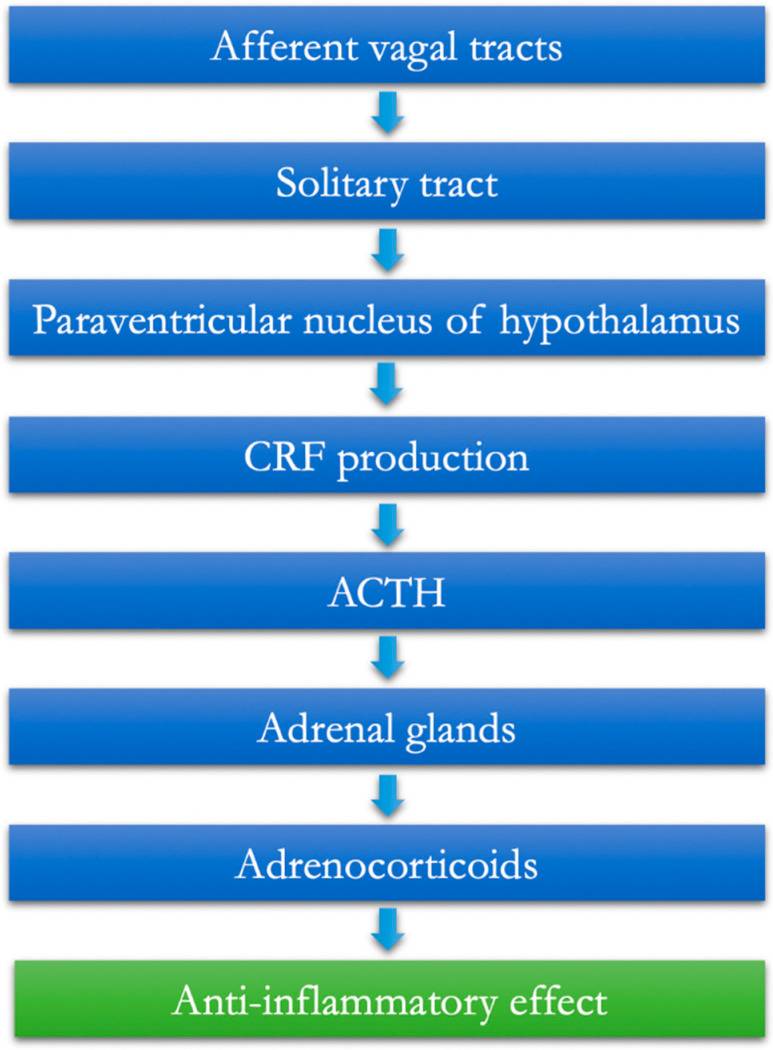 Afferent vagal tracts
Solitary tract
Paraventricular nucleus of hypothalamus
CRF production
ACTH
Adrenal glands
Adrenocorticoids
Anti-inflammatory effect